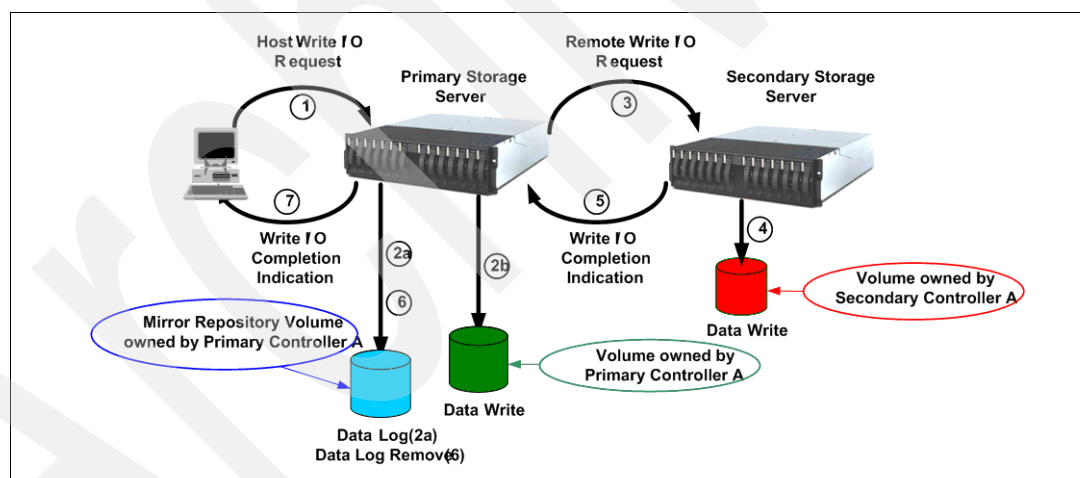 Host Write I/O
Request
Remote Write I/O
Request
Primary Storage
Server
Secondary Storage
Server
1
3
7
5
4
Write I/O
Completion
Indication
2a
2b
Write I/O
Completion
Indication
6
Volume owned by
Secondary Controller A
Mirror Repository Volume
owned by Primary Controller A
Data Write
Volume owned by
Primary Controller A
Data Write
Data Log(2a)
Data Log Remove(6)